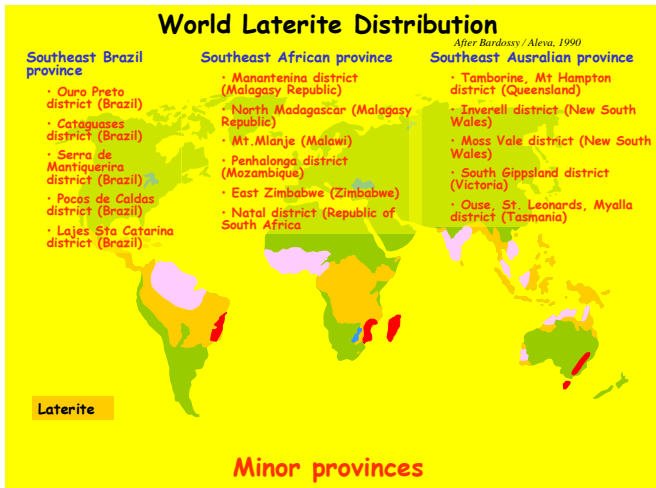 World Laterite Distribution
After Bardossy / Aleva, 1990
Southeast Brazil
province
· Ouro Preto
district (Brazil)
· Cataguases
district (Brazil)
· Serra de
Mantiquerira
district (Brazil)
· Pocos de Caldas
district (Brazil)
· Lajes Sta Catarina
district (Brazil)
Southeast African province
· Manantenina district
(Malagasy Republic)
· North Madagascar (Malagasy
Republic)
· Mt.Mlanje (Malawi)
· Penhalonga district
(Mozambique)
· East Zimbabwe (Zimbabwe)
· Natal district (Republic of
South Africa
Southeast Ausralian province
· Tamborine, Mt Hampton
district (Queensland)
· Inverell district (New South
Wales)
· Moss Vale district (New South
Wales)
· South Gippsland district
(Victoria)
· Ouse, St. Leonards, Myalla
district (Tasmania)
Laterite
Minor provinces